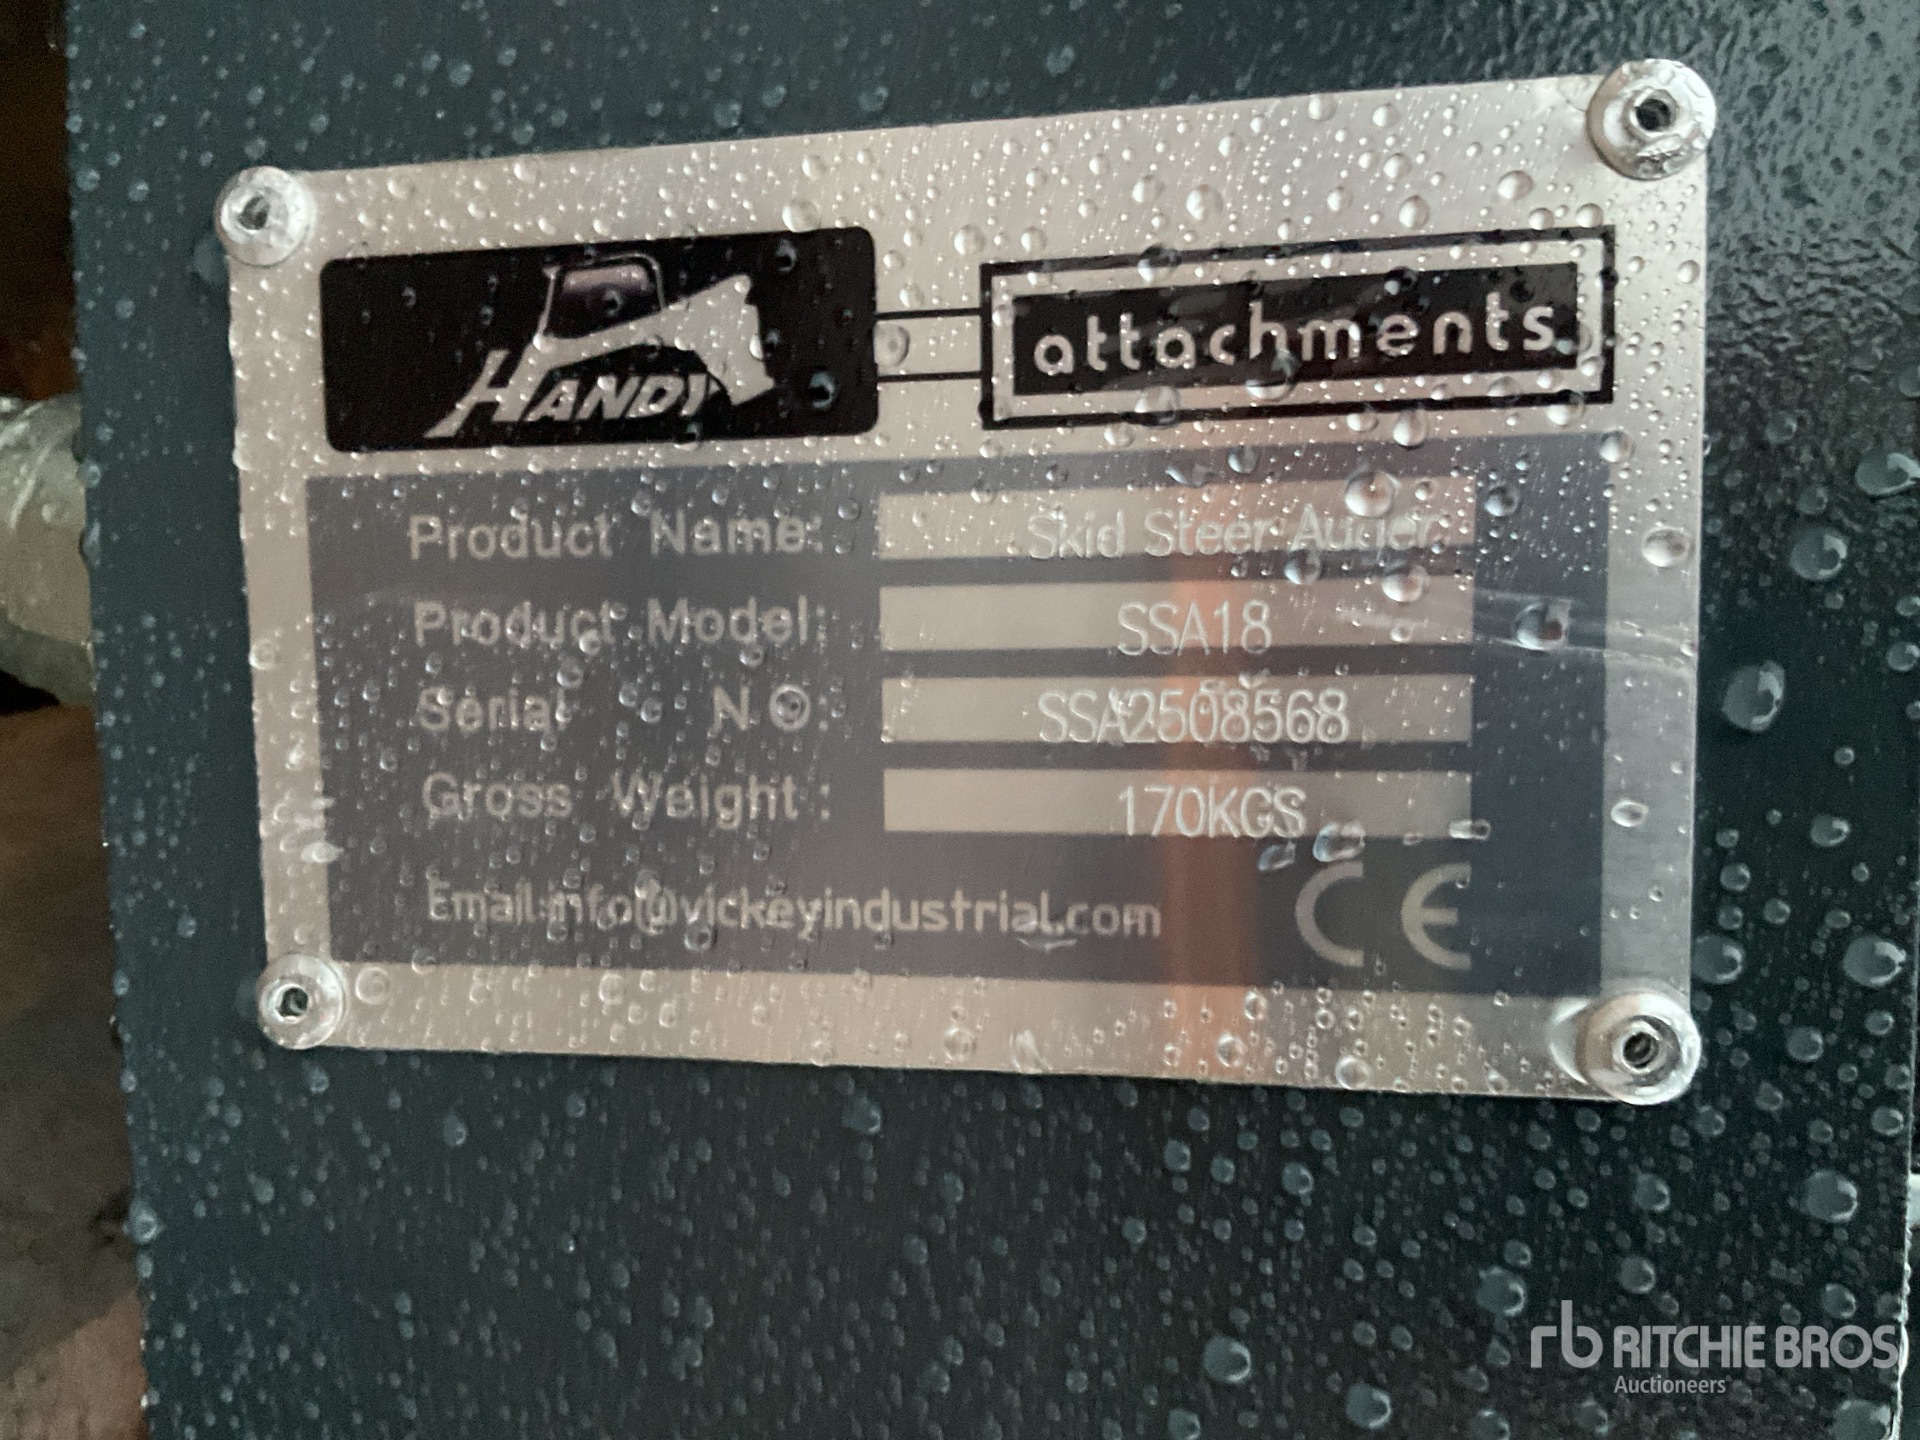 HANDY attachments
Product Name: Skid Steer Auger
Product Model: SSA18
Serial NO: SSA2508568
Gross Weight: 170KGS
Email:info@vickeyindustrial.com CE
rb RITCHIE BROS
Auctioneers